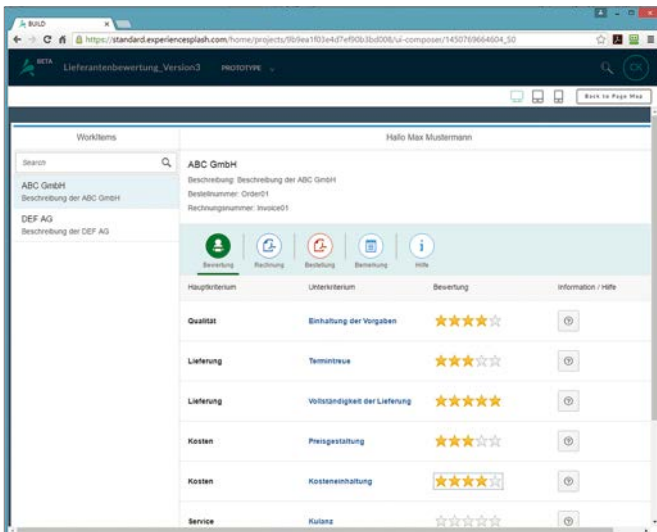 BUILD
https://standard.experiencesplash.com/home/projects/9b9ea1f03e4d7ef90b3bd008/ui-composer/1450769664604_S0
BETA
Lieferantenbewertung_Version3 PROTOTYPE
EK
Back to Page Map
WorkItems
Hallo Max Mustermann
Search
ABC GmbH
Beschreibung der ABC GmbH
DEF AG
Beschreibung der DEF AG
ABC GmbH
Beschreibung: Beschreibung der ABC GmbH
Bestellnummer: Order01
Rechnungsnummer: Invoice01
Bewertung Rechnung Bestellung Bemerkung Hilfe
Hauptkriterium Unterkriterium Bewertung Information / Hilfe
Qualität Einhaltung der Vorgaben
Lieferung Termintreue
Lieferung Vollständigkeit der Lieferung
Kosten Preisgestaltung
Kosten Kosteneinhaltung
Service Kulanz